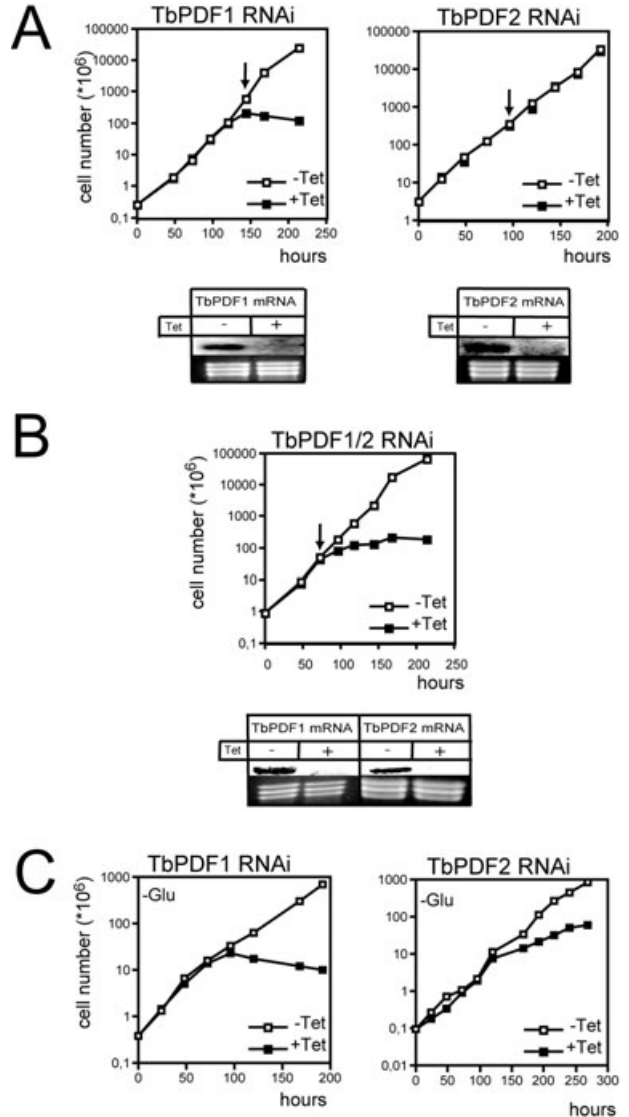 A
TbPDF1 RNAi
cell number (*10⁶)
100000
10000
1000
100
10
1
0,1
-Tet
+Tet
0 50 100 150 200 250
hours
TbPDF2 RNAi
100000
10000
1000
100
10
1
-Tet
+Tet
0 50 100 150 200
hours
TbPDF1 mRNA
Tet - +
TbPDF2 mRNA
Tet - +
B
TbPDF1/2 RNAi
cell number (*10⁶)
100000
10000
1000
100
10
1
0,1
-Tet
+Tet
0 50 100 150 200 250
hours
TbPDF1 mRNA TbPDF2 mRNA
Tet - + - +
C
TbPDF1 RNAi
-Glu
cell number (*10⁶)
1000
100
10
1
0,1
-Tet
+Tet
0 50 100 150 200
hours
TbPDF2 RNAi
-Glu
1000
100
10
1
0,1
0,01
-Tet
+Tet
0 50 100 150 200 250 300
hours